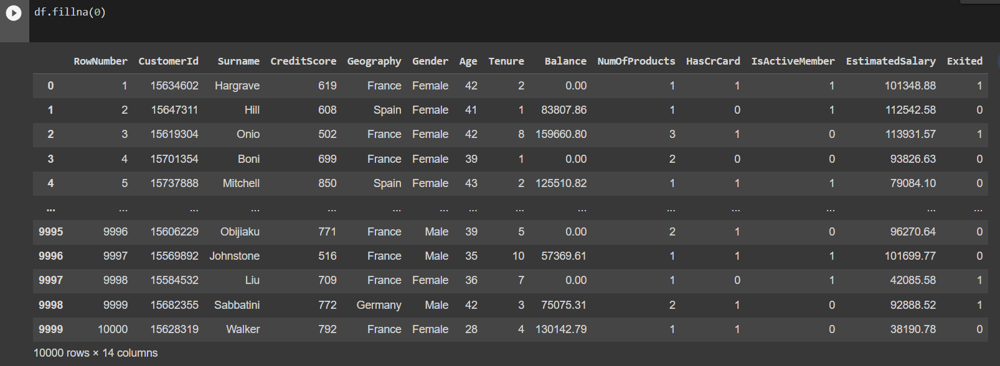 df.fillna(0)
RowNumber CustomerId Surname CreditScore Geography Gender Age Tenure Balance NumOfProducts HasCrCard IsActiveMember EstimatedSalary Exited
0 1 15634602 Hargrave 619 France Female 42 2 0.00 1 1 1 101348.88 1
1 2 15647311 Hill 608 Spain Female 41 1 83807.86 1 0 1 112542.58 0
2 3 15619304 Onio 502 France Female 42 8 159660.80 3 1 0 113931.57 1
3 4 15701354 Boni 699 France Female 39 1 0.00 2 0 0 93826.63 0
4 5 15737888 Mitchell 850 Spain Female 43 2 125510.82 1 1 1 79084.10 0
... ... ... ... ... ... ... ... ... ... ... ... ... ... ...
9995 9996 15606229 Obijiaku 771 France Male 39 5 0.00 2 1 0 96270.64 0
9996 9997 15569892 Johnstone 516 France Male 35 10 57369.61 1 1 1 101699.77 0
9997 9998 15584532 Liu 709 France Female 36 7 0.00 1 0 1 42085.58 1
9998 9999 15682355 Sabbatini 772 Germany Male 42 3 75075.31 2 1 0 92888.52 1
9999 10000 15628319 Walker 792 France Female 28 4 130142.79 1 1 0 38190.78 0
10000 rows × 14 columns